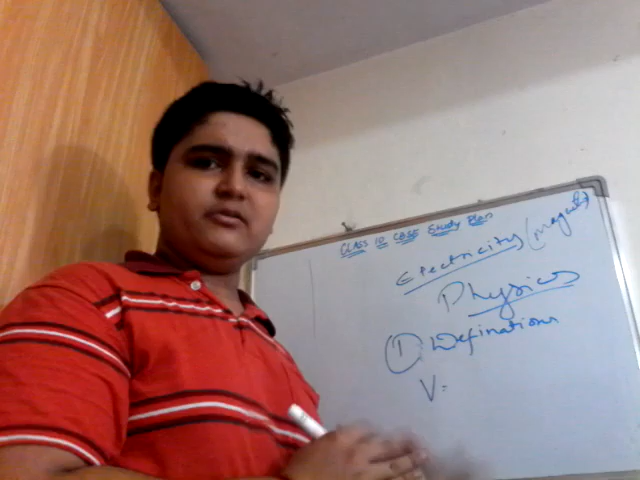 CLASS 10 CBSE Study Plan
Electricity (magnet)
Physics
1 Definations
V: